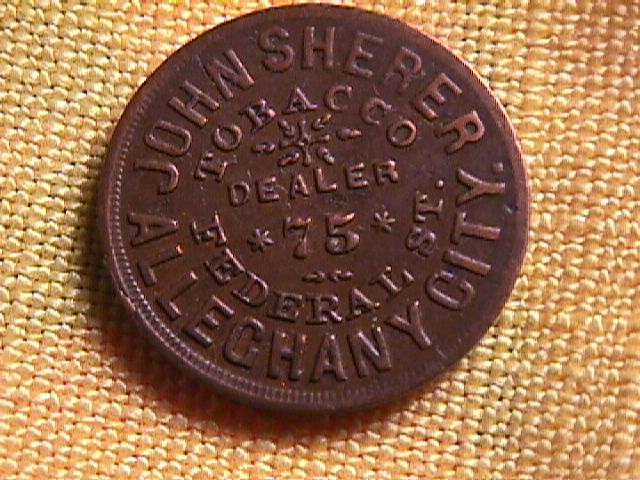 JOHN SHERER
TOBACCO
DEALER
* 75 *
FEDERAL ST.
ALLEGHANY CITY.